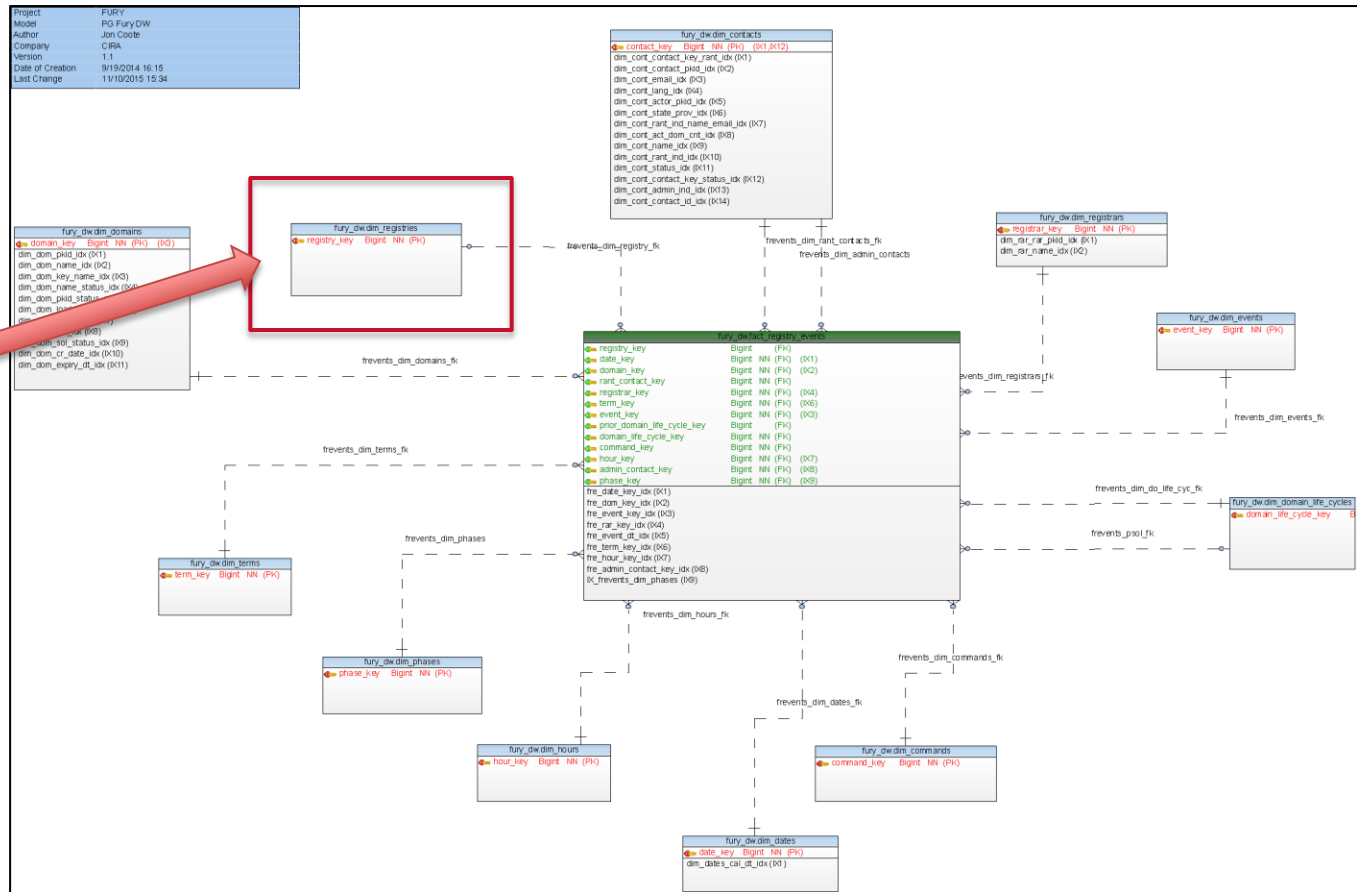 Project FURY
Model PG Fury DW
Author Jon Coote
Company CIRA
Version 1.1
Date of Creation 9/19/2014 16:15
Last Change 11/10/2015 15:34
fury_dw.dim_contacts
contact_key Bigint NN (PK) (IX1,IX12)
dim_cont_contact_key_rant_idx (IX1)
dim_cont_contact_pkid_idx (IX2)
dim_cont_email_idx (IX3)
dim_cont_lang_idx (IX4)
dim_cont_actor_pkid_idx (IX5)
dim_cont_state_prov_idx (IX6)
dim_cont_rant_ind_name_email_idx (IX7)
dim_cont_act_dom_cnt_idx (IX8)
dim_cont_name_idx (IX9)
dim_cont_rant_ind_idx (IX10)
dim_cont_status_idx (IX11)
dim_cont_contact_key_status_idx (IX12)
dim_cont_admin_ind_idx (IX13)
dim_cont_contact_id_idx (IX14)
fury_dw.dim_registries
registry_key Bigint NN (PK)
frevents_dim_registry_fk
frevents_dim_rant_contacts_fk
frevents_dim_admin_contacts
fury_dw.dim_registrars
registrar_key Bigint NN (PK)
dim_rar_rar_pkid_idx (IX1)
dim_rar_name_idx (IX2)
fury_dw.dim_domains
domain_key Bigint NN (PK) (IX3)
dim_dom_pkid_idx (IX1)
dim_dom_name_idx (IX2)
dim_dom_key_name_idx (IX3)
dim_dom_name_status_idx (IX4)
dim_dom_pkid_status
dim_dom
_idx (IX8)
_dom_sol_status_idx (IX9)
dim_dom_cr_date_idx (IX10)
dim_dom_expiry_dt_idx (IX11)
fury_dw.dim_events
event_key Bigint NN (PK)
frevents_dim_domains_fk
events_dim_registrars_fk
frevents_dim_events_fk
fury_dw.fact_registry_events
registry_key Bigint (FK)
date_key Bigint NN (FK) (IX1)
domain_key Bigint NN (FK) (IX2)
rant_contact_key Bigint NN (FK)
registrar_key Bigint NN (FK) (IX4)
term_key Bigint NN (FK) (IX6)
event_key Bigint NN (FK) (IX3)
prior_domain_life_cycle_key Bigint (FK)
domain_life_cycle_key Bigint NN (FK)
command_key Bigint NN (FK)
hour_key Bigint NN (FK) (IX7)
admin_contact_key Bigint NN (FK) (IX8)
phase_key Bigint NN (FK) (IX9)
fre_date_key_idx (IX1)
fre_dom_key_idx (IX2)
fre_event_key_idx (IX3)
fre_rar_key_idx (IX4)
fre_event_dt_idx (IX5)
fre_term_key_idx (IX6)
fre_hour_key_idx (IX7)
fre_admin_contact_key_idx (IX8)
IX_frevents_dim_phases (IX9)
frevents_dim_terms_fk
frevents_dim_do_life_cyc_fk
fury_dw.dim_domain_life_cycles
domain_life_cycle_key B
frevents_psol_fk
frevents_dim_phases
fury_dw.dim_terms
term_key Bigint NN (PK)
frevents_dim_hours_fk
fury_dw.dim_phases
phase_key Bigint NN (PK)
frevents_dim_commands_fk
frevents_dim_dates_fk
fury_dw.dim_hours
hour_key Bigint NN (PK)
fury_dw.dim_commands
command_key Bigint NN (PK)
fury_dw.dim_dates
date_key Bigint NN (PK)
dim_dates_cal_dt_idx (IX1)